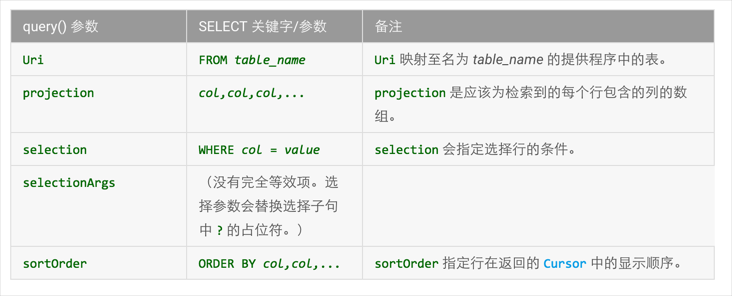 query() 参数 SELECT 关键字/参数 备注
Uri FROM table_name Uri 映射至名为 table_name 的提供程序中的表。
projection col,col,col,... projection 是应该为检索到的每个行包含的列的数
组。
selection WHERE col = value selection 会指定选择行的条件。
selectionArgs （没有完全等效项。选
择参数会替换选择子句
中 ? 的占位符。）
sortOrder ORDER BY col,col,... sortOrder 指定行在返回的 Cursor 中的显示顺序。